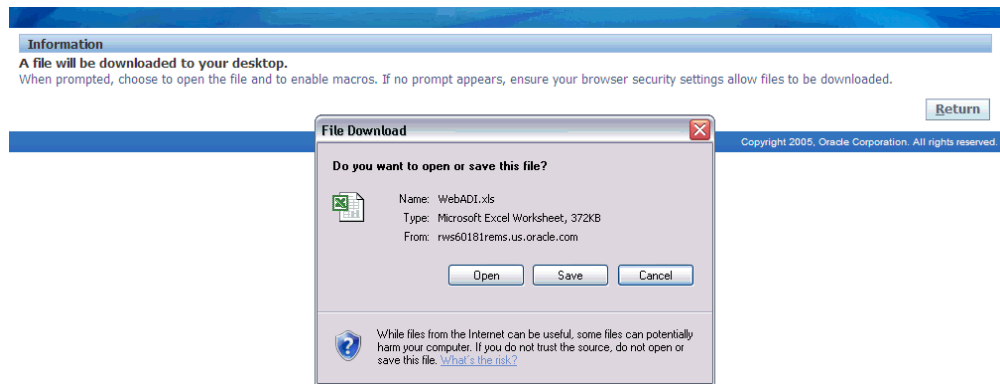 Information
A file will be downloaded to your desktop.
When prompted, choose to open the file and to enable macros. If no prompt appears, ensure your browser security settings allow files to be downloaded.
Return
Copyright 2005, Oracle Corporation. All rights reserved.
File Download
Do you want to open or save this file?
Name: WebADI.xls
Type: Microsoft Excel Worksheet, 372KB
From: rws60181rems.us.oracle.com
Open Save Cancel
While files from the Internet can be useful, some files can potentially
harm your computer. If you do not trust the source, do not open or
save this file. What's the risk?